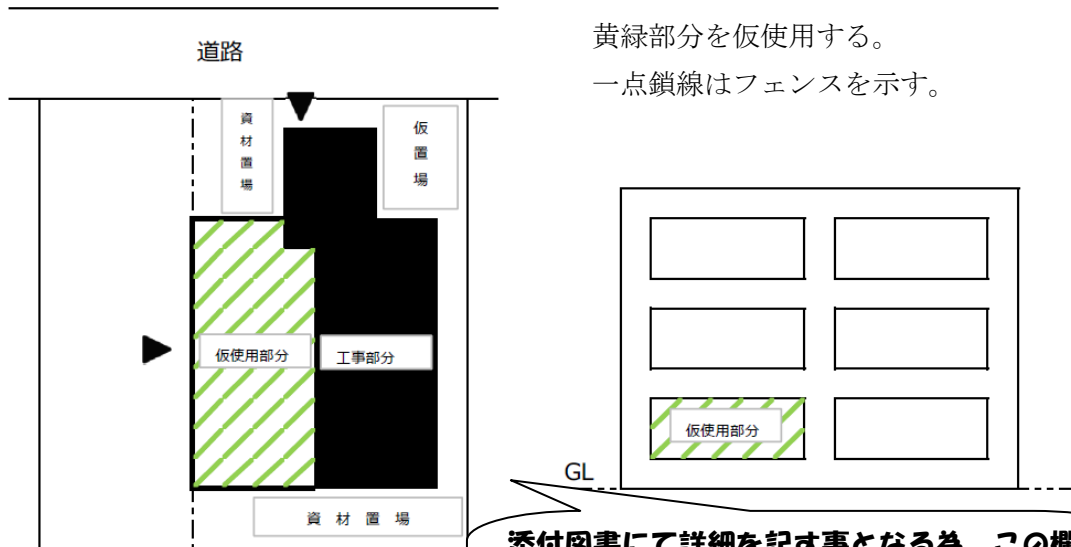 道路
黄緑部分を仮使用する。
一点鎖線はフェンスを示す。
資材置場
仮置場
仮使用部分
工事部分
資材置場
仮使用部分
GL
添付図書にて詳細を記す事となる為、この欄